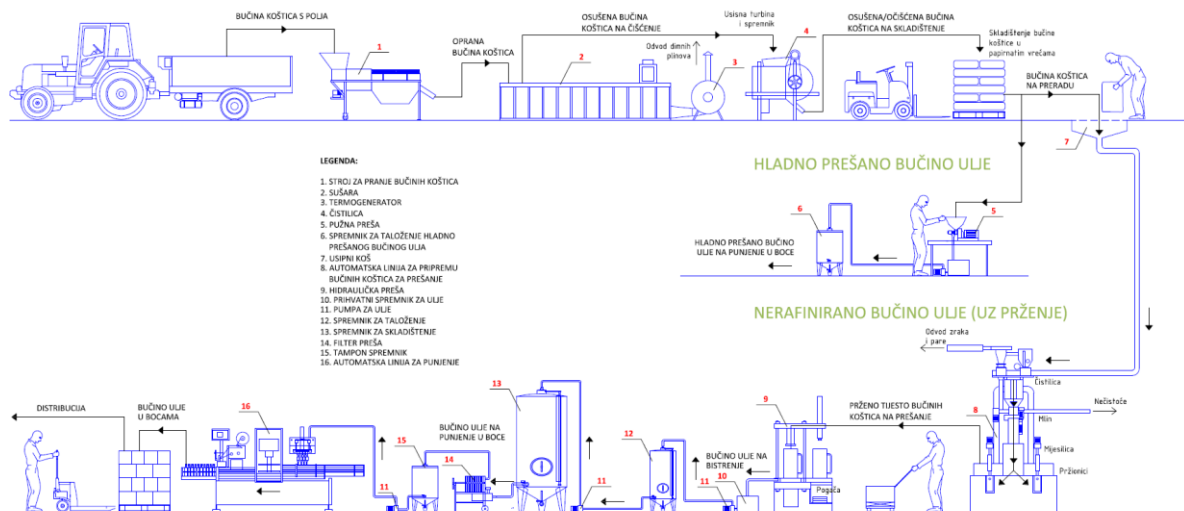 BUČINA KOŠTICA S POLJA
1
OPRANA
BUČINA KOŠTICA
OSUŠENA BUČINA
KOŠTICA NA ČIŠĆENJE
2
Odvod dimnih
plinova
3
Usisna turbina
i spremnik
4
OSUŠENA/OČIŠĆENA BUČINA
KOŠTICA NA SKLADIŠTENJE
Skladištenje bučine
koštice u
papirnatim vrećama
BUČINA KOŠTICA
NA PRERADU
7
LEGENDA:
1. STROJ ZA PRANJE BUČINIH KOŠTICA
2. SUŠARA
3. TERMOGENERATOR
4. ČISTILICA
5. PUŽNA PREŠA
6. SPREMNIK ZA TALOŽENJE HLADNO
PREŠANOG BUČINOG ULJA
7. USIPNI KOŠ
8. AUTOMATSKA LINIJA ZA PRIPREMU
BUČINIH KOŠTICA ZA PREŠANJE
9. HIDRAULIČKA PREŠA
10. PRIHVATNI SPREMNIK ZA ULJE
11. PUMPA ZA ULJE
12. SPREMNIK ZA TALOŽENJE
13. SPREMNIK ZA SKLADIŠTENJE
14. FILTER PREŠA
15. TAMPON SPREMNIK
16. AUTOMATSKA LINIJA ZA PUNJENJE
HLADNO PREŠANO BUČINO ULJE
6
5
HLADNO PREŠANO BUČINO
ULJE NA PUNJENJE U BOCE
NERAFINIRANO BUČINO ULJE (UZ PRŽENJE)
Odvod zraka
i pare
Čistilica
Nečistoće
Mlin
8
Mijesilica
Prženici
PRŽENO TIJESTO BUČINIH
KOŠTICA NA PREŠANJE
9
Pogača
BUČINO ULJE NA
BISTRENJE
10
11
12
11
13
BUČINO ULJE NA
PUNJENJE U BOCE
14
15
11
16
BUČINO ULJE
U BOCAMA
DISTRIBUCIJA